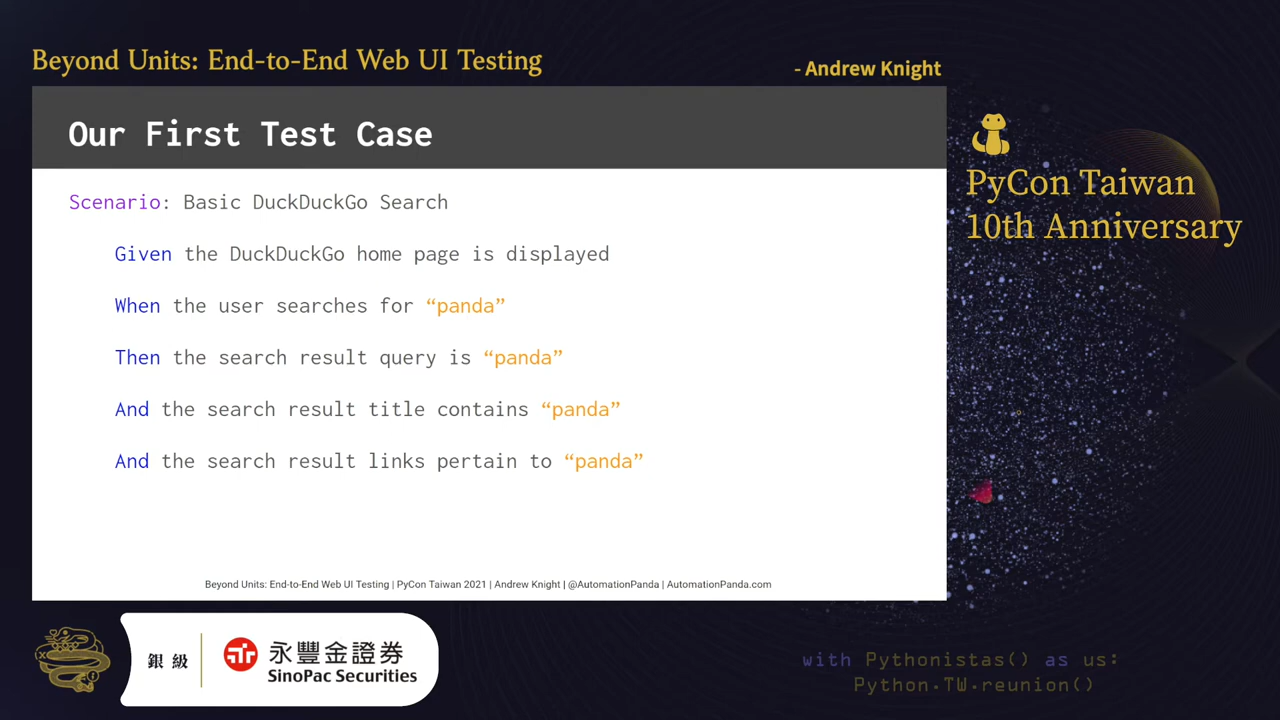 Beyond Units: End-to-End Web UI Testing
- Andrew Knight
Our First Test Case
Scenario: Basic DuckDuckGo Search
Given the DuckDuckGo home page is displayed
When the user searches for “panda”
Then the search result query is “panda”
And the search result title contains “panda”
And the search result links pertain to “panda”
Beyond Units: End-to-End Web UI Testing | PyCon Taiwan 2021 | Andrew Knight | @AutomationPanda | AutomationPanda.com
PyCon Taiwan
10th Anniversary
銀級
永豐金證券
SinoPac Securities
with Pythonistas() as us:
Python.TW.reunion()